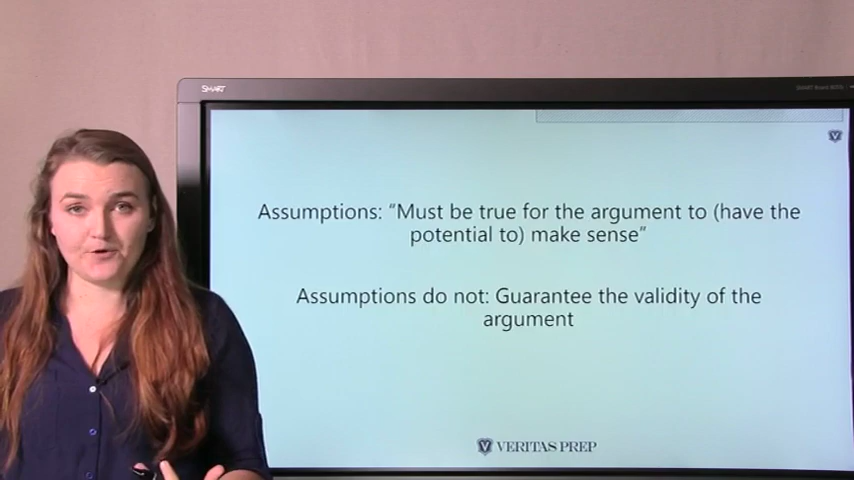 SMART
Assumptions: “Must be true for the argument to (have the
potential to) make sense”
Assumptions do not: Guarantee the validity of the
argument
VERITAS PREP